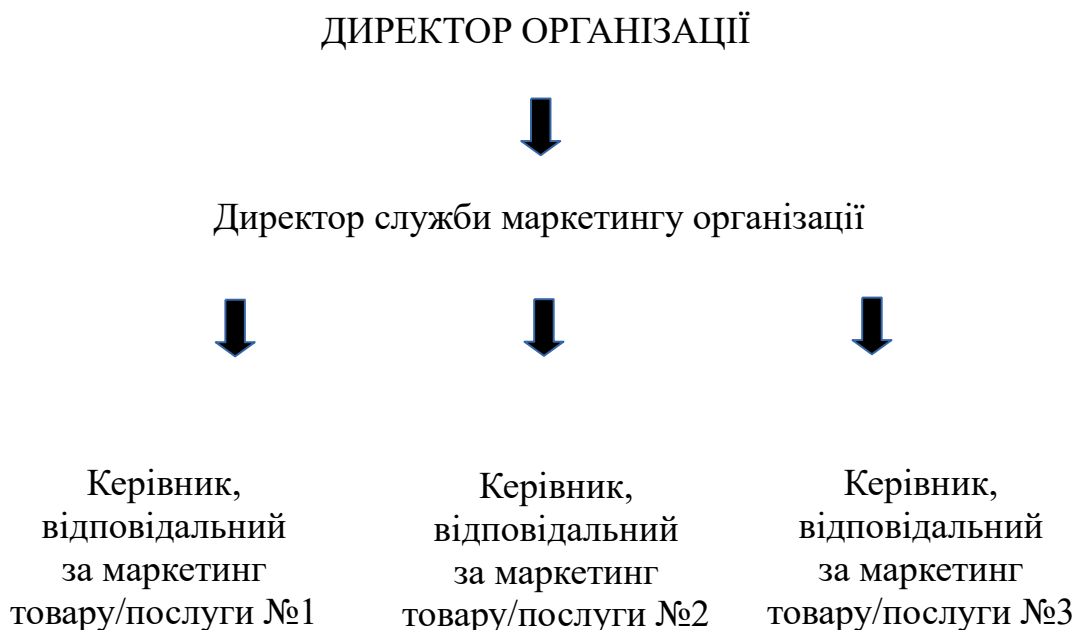 ДИРЕКТОР ОРГАНІЗАЦІЇ
Директор служби маркетингу організації
Керівник,
відповідальний
за маркетинг
товару/послуги №1
Керівник,
відповідальний
за маркетинг
товару/послуги №2
Керівник,
відповідальний
за маркетинг
товару/послуги №3